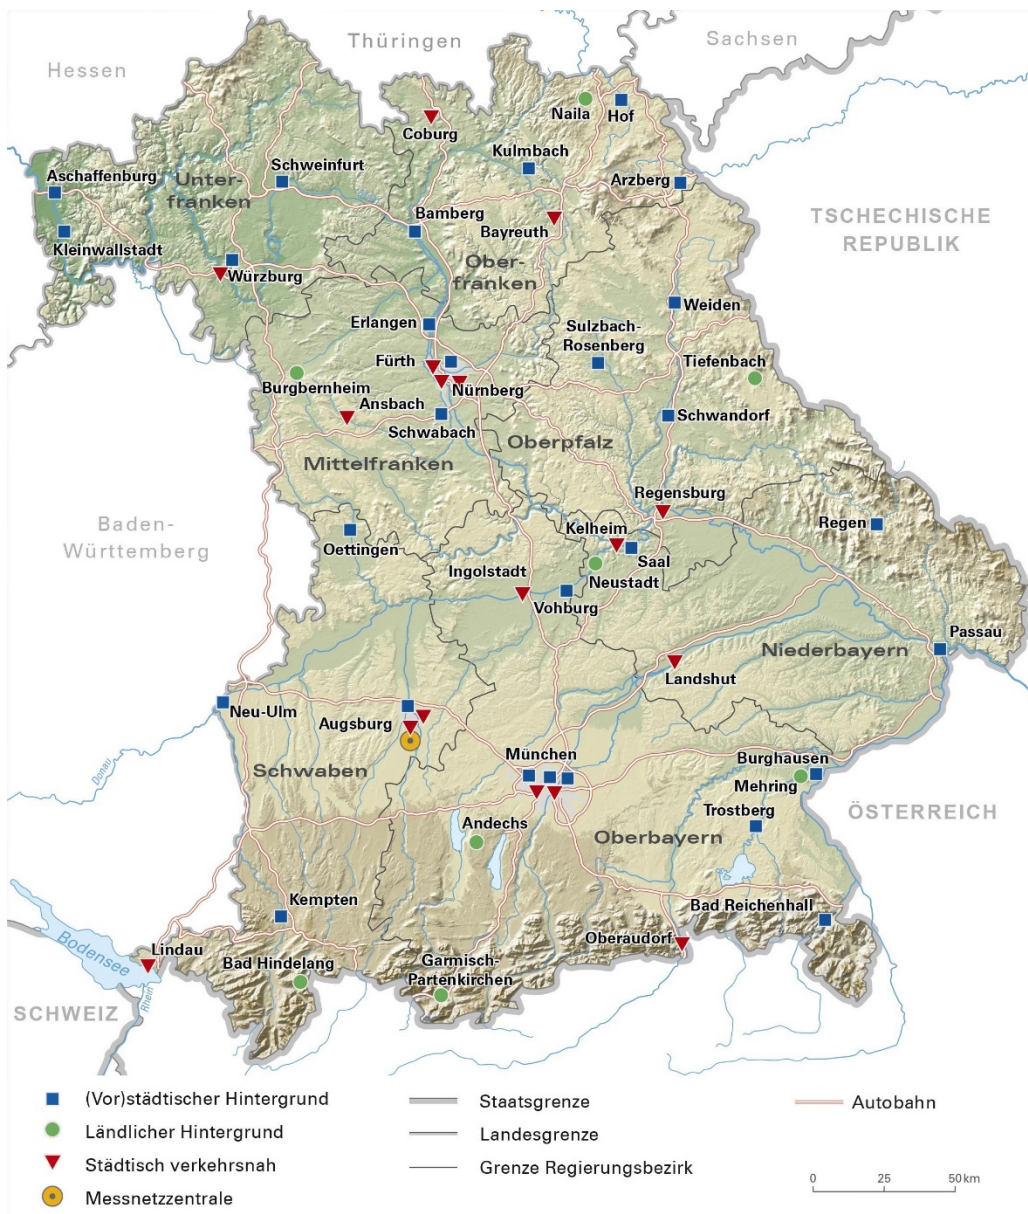 Thüringen
Sachsen
Hessen
Naila
Hof
Coburg
Kulmbach
Schweinfurt
Aschaffenburg
Unter-
franken
Arzberg
Bamberg
Bayreuth
TSCHECHISCHE
REPUBLIK
Kleinwallstadt
Ober-
franken
Würzburg
Weiden
Erlangen
Sulzbach-
Rosenberg
Fürth
Tiefenbach
Burgbernheim
Nürnberg
Ansbach
Schwandorf
Schwabach
Oberpfalz
Mittelfranken
Regensburg
Baden-
Württemberg
Kelheim
Regen
Oettingen
Saal
Ingolstadt
Neustadt
Vohburg
Passau
Niederbayern
Landshut
Neu-Ulm
Augsburg
München
Burghausen
Donau
Schwaben
Mehring
Trostberg
ÖSTERREICH
Andechs
Oberbayern
Kempten
Bad Reichenhall
Bodensee
Lindau
Oberaudorf
Bad Hindelang
Garmisch-
Partenkirchen
Rhein
SCHWEIZ
(Vor)städtischer Hintergrund
Ländlicher Hintergrund
Städtisch verkehrsnah
Messnetzzentrale
Staatsgrenze
Landesgrenze
Grenze Regierungsbezirk
Autobahn
0 25 50 km